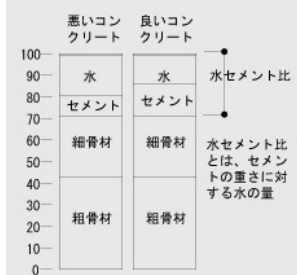 悪いコン
クリート
良いコン
クリート
100
90
80
70
60
50
40
30
20
10
0
水
セメント
細骨材
粗骨材
水
セメント
細骨材
粗骨材
水セメント比
水セメント比
とは、セメン
トの重さに対
する水の量